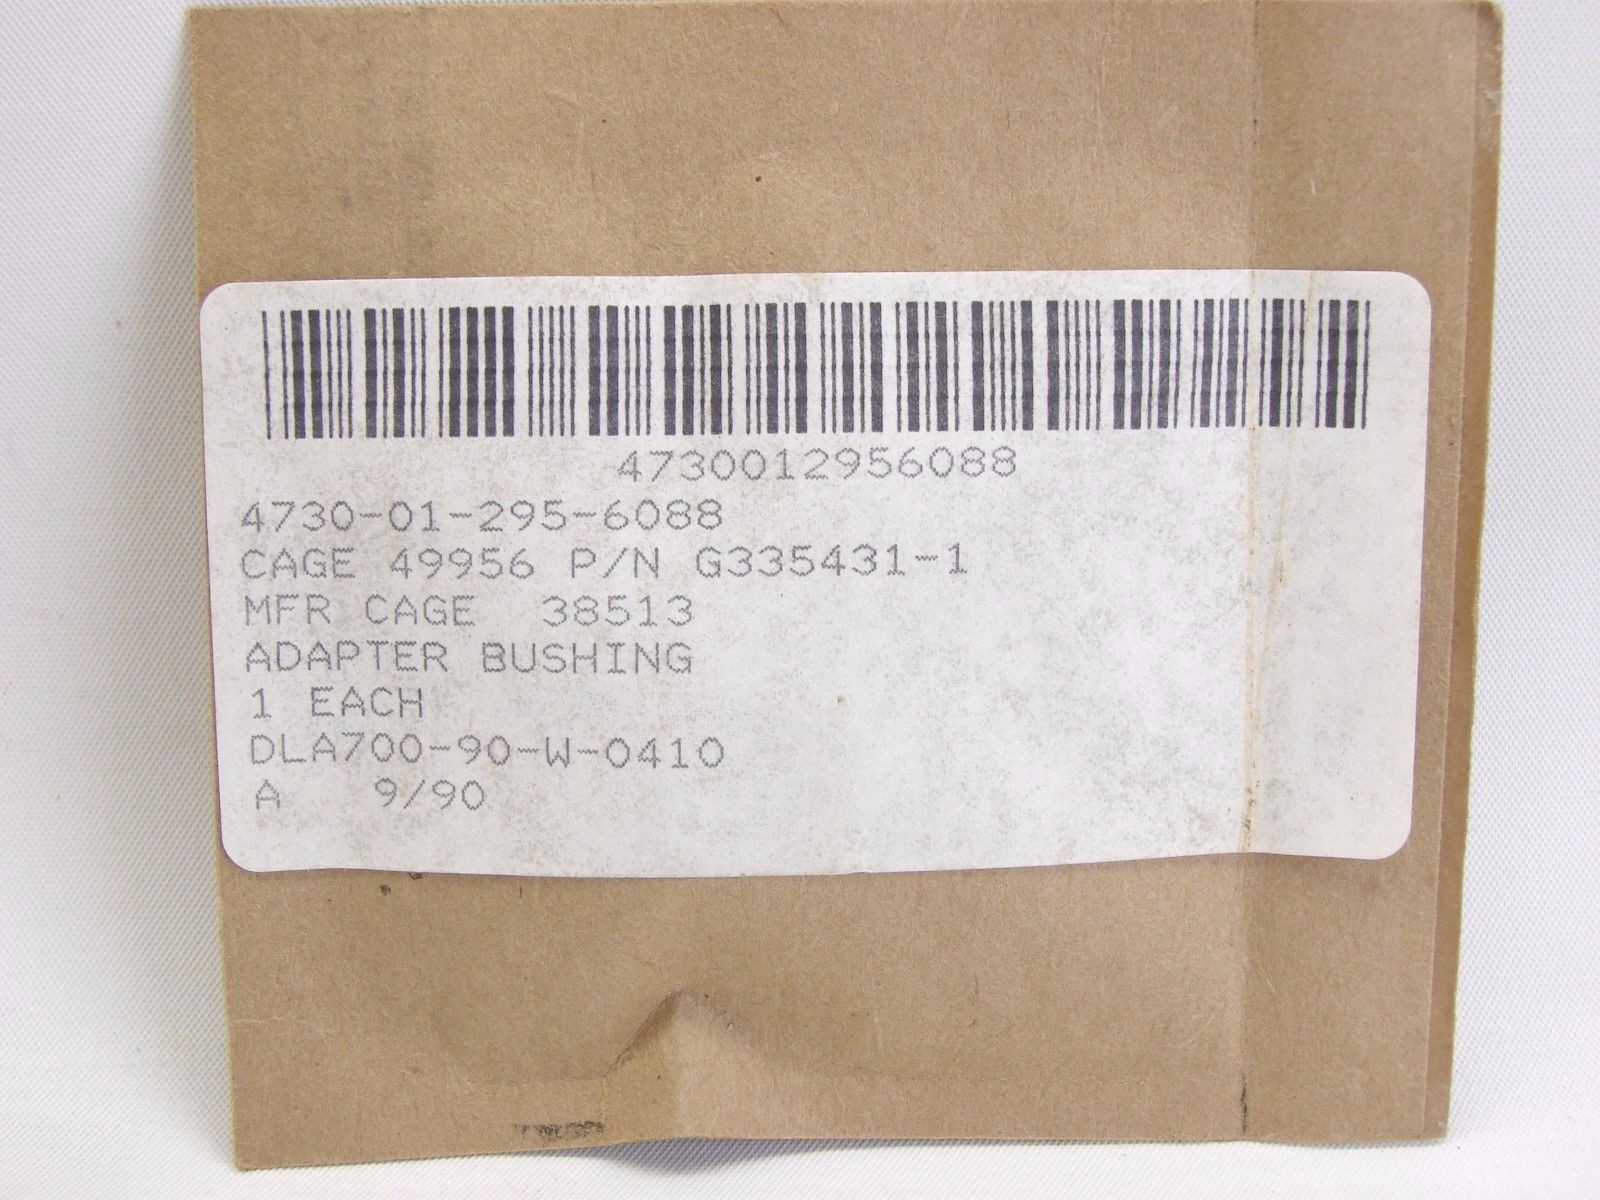 4730012956088
4730-01-295-6088
CAGE 49956 P/N G335431-1
MFR CAGE 38513
ADAPTER BUSHING
1 EACH
DLA700-90-W-0410
A 9/90